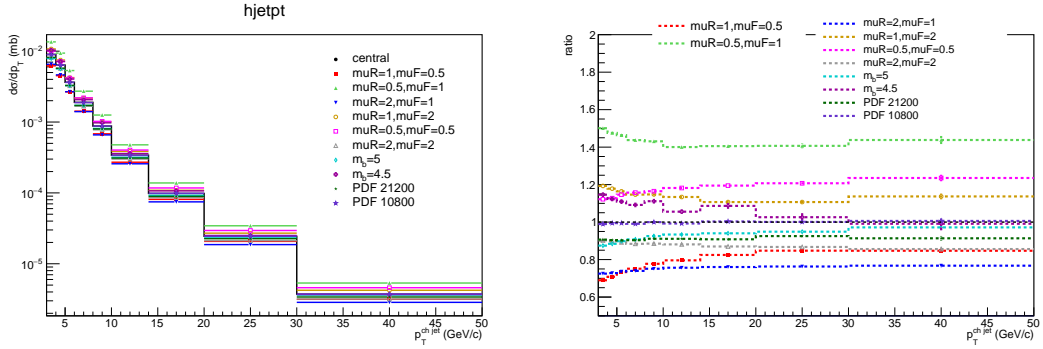 hjetpt
dσ/dp_T (mb)
10^-2
10^-3
10^-4
10^-5
central
muR=1,muF=0.5
muR=0.5,muF=1
muR=2,muF=1
muR=1,muF=2
muR=0.5,muF=0.5
muR=2,muF=2
m_b=5
m_b=4.5
PDF 21200
PDF 10800
5 10 15 20 25 30 35 40 45 50
p_T^ch jet (GeV/c)
ratio
2
1.8
1.6
1.4
1.2
1
0.8
0.6
0.4
muR=1,muF=0.5
muR=0.5,muF=1
muR=2,muF=1
muR=1,muF=2
muR=0.5,muF=0.5
muR=2,muF=2
m_b=5
m_b=4.5
PDF 21200
PDF 10800
5 10 15 20 25 30 35 40 45 50
p_T^ch jet (GeV/c)